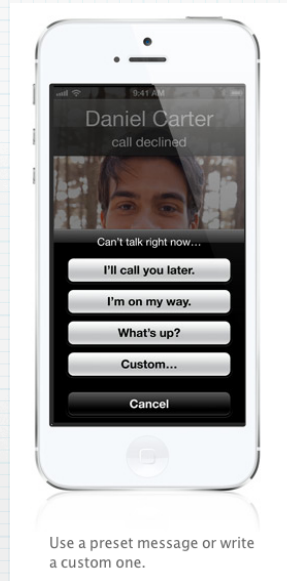 9:41 AM
Daniel Carter
call declined
Can't talk right now...
I'll call you later.
I'm on my way.
What's up?
Custom...
Cancel
Use a preset message or write
a custom one.